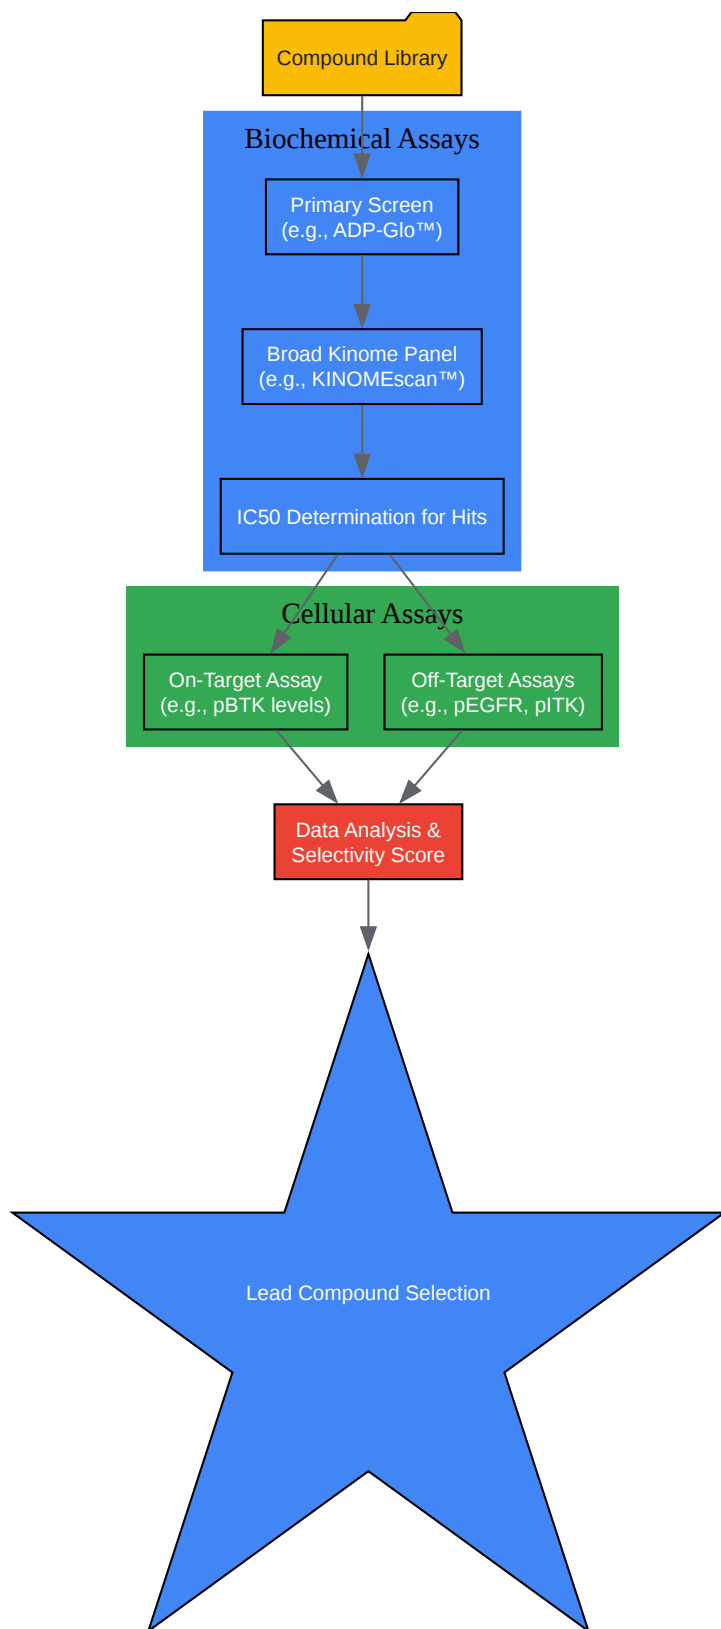 Compound Library
Biochemical Assays
Primary Screen
(e.g., ADP-Glo™)
Broad Kinome Panel
(e.g., KINOMEscan™)
IC50 Determination for Hits
Cellular Assays
On-Target Assay
(e.g., pBTK levels)
Off-Target Assays
(e.g., pEGFR, pITK)
Data Analysis &
Selectivity Score
Lead Compound Selection